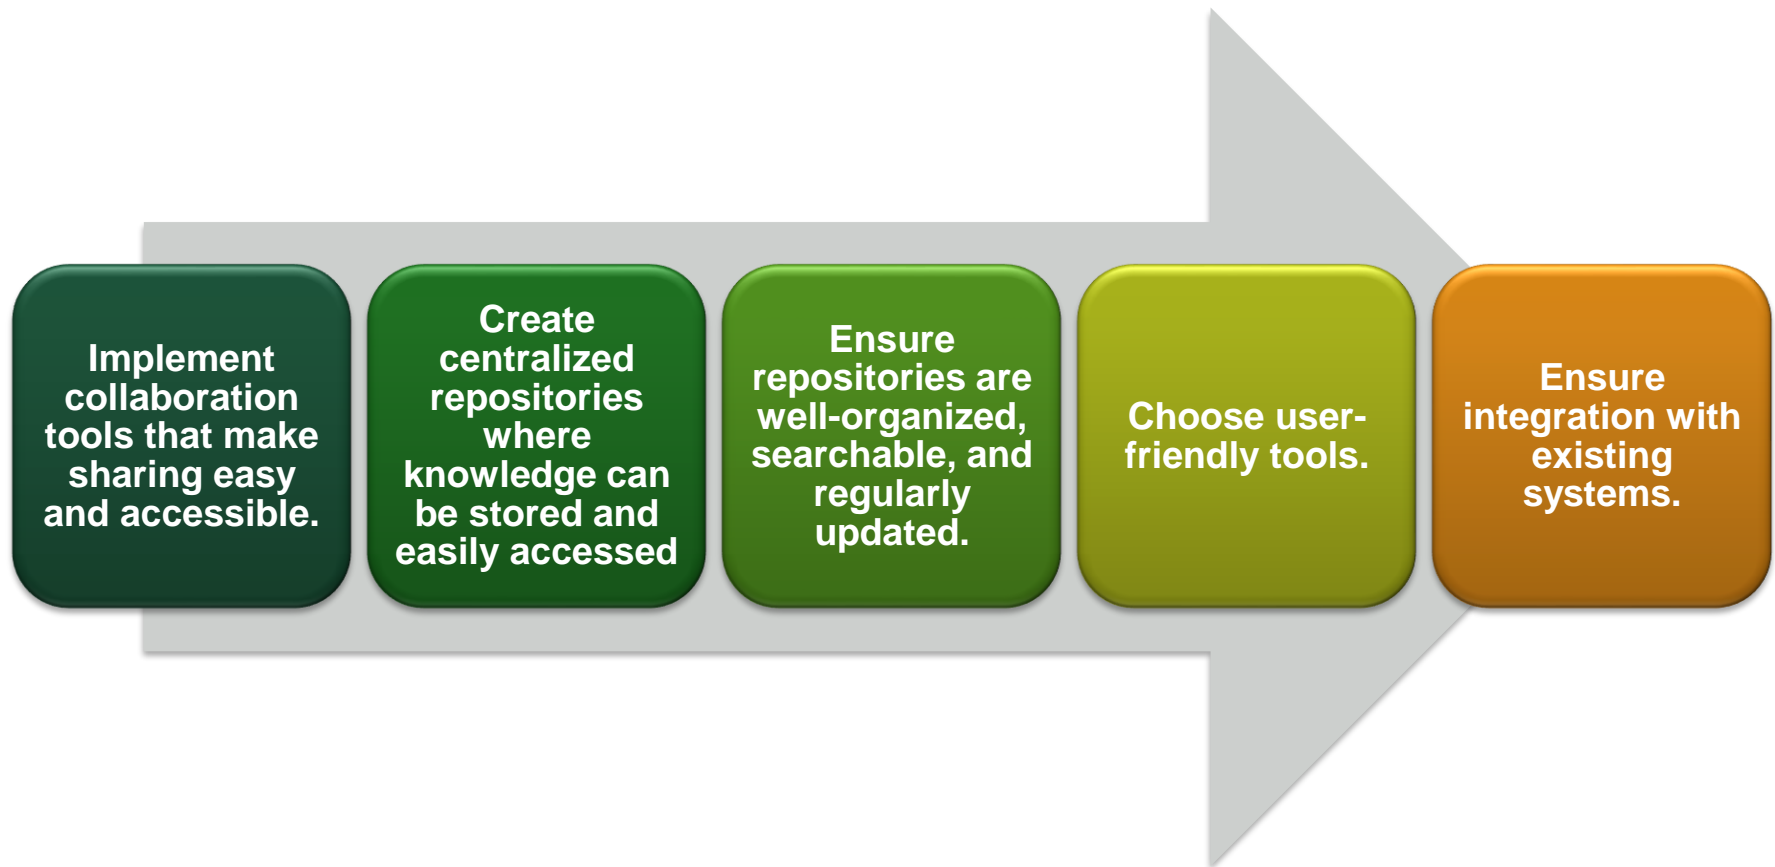 Implement
collaboration
tools that make
sharing easy
and accessible.
Create
centralized
repositories
where
knowledge can
be stored and
easily accessed
Ensure
repositories are
well-organized,
searchable, and
regularly
updated.
Choose user-
friendly tools.
Ensure
integration with
existing
systems.